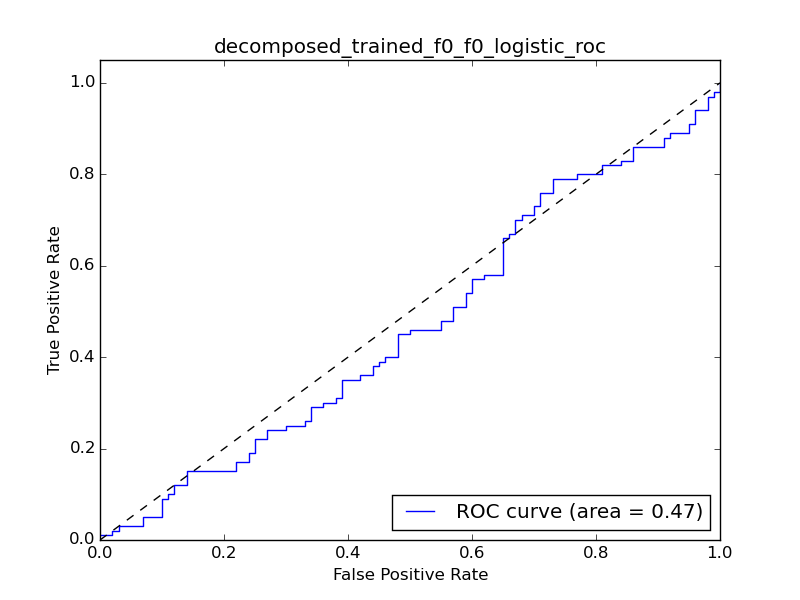 decomposed_trained_f0_f0_logistic_roc
1.0
0.8
0.6
0.4
0.2
0.0
True Positive Rate
ROC curve (area = 0.47)
0.0 0.2 0.4 0.6 0.8 1.0
False Positive Rate